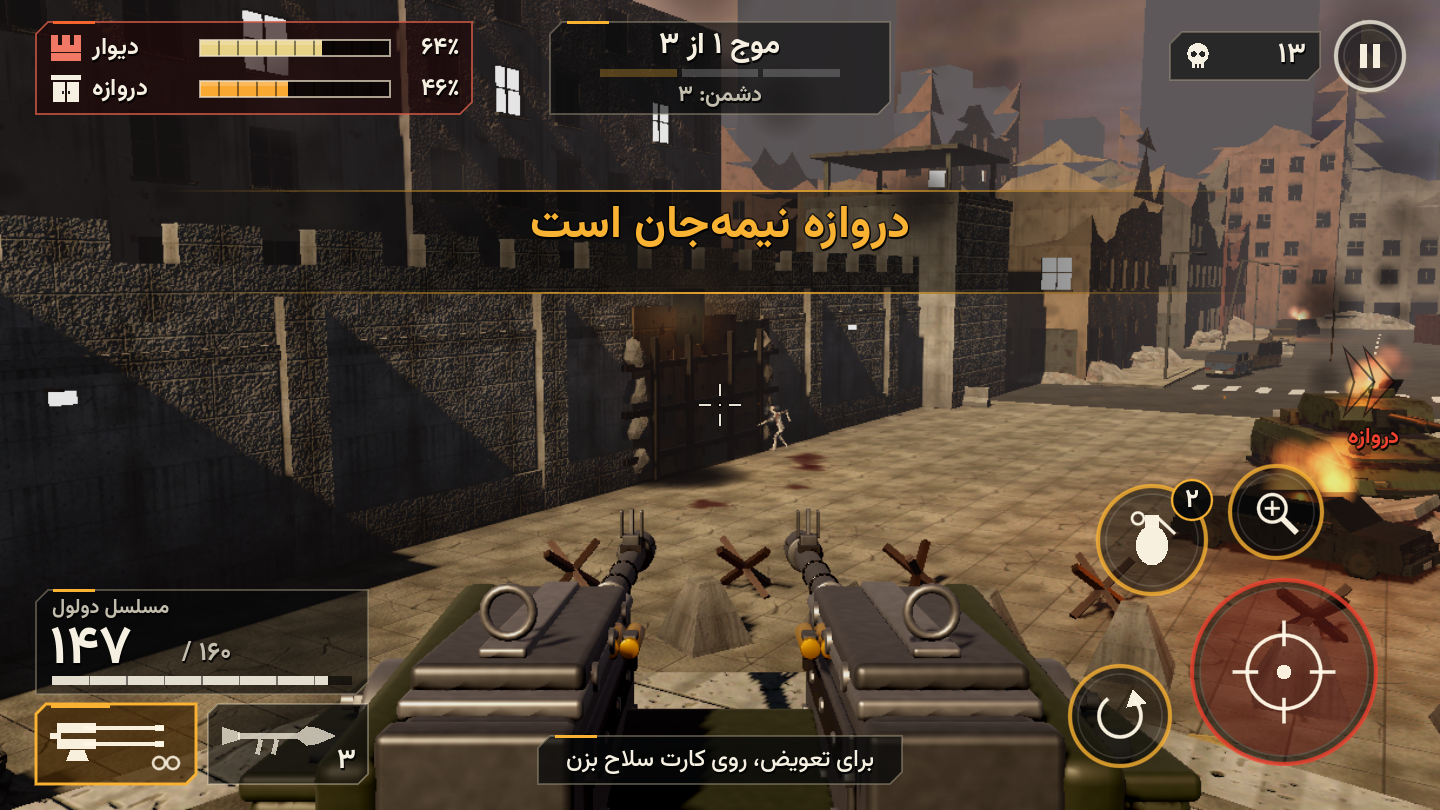 دیوار ۶۴٪
دروازه ۴۶٪
موج ۱ از ۳
دشمن: ۳
۱۳
دروازه نیمه‌جان است
دروازه
۲
مسلسل دولول
۱۴۷ / ۱۶۰
∞
۳
برای تعویض، روی کارت سلاح بزن